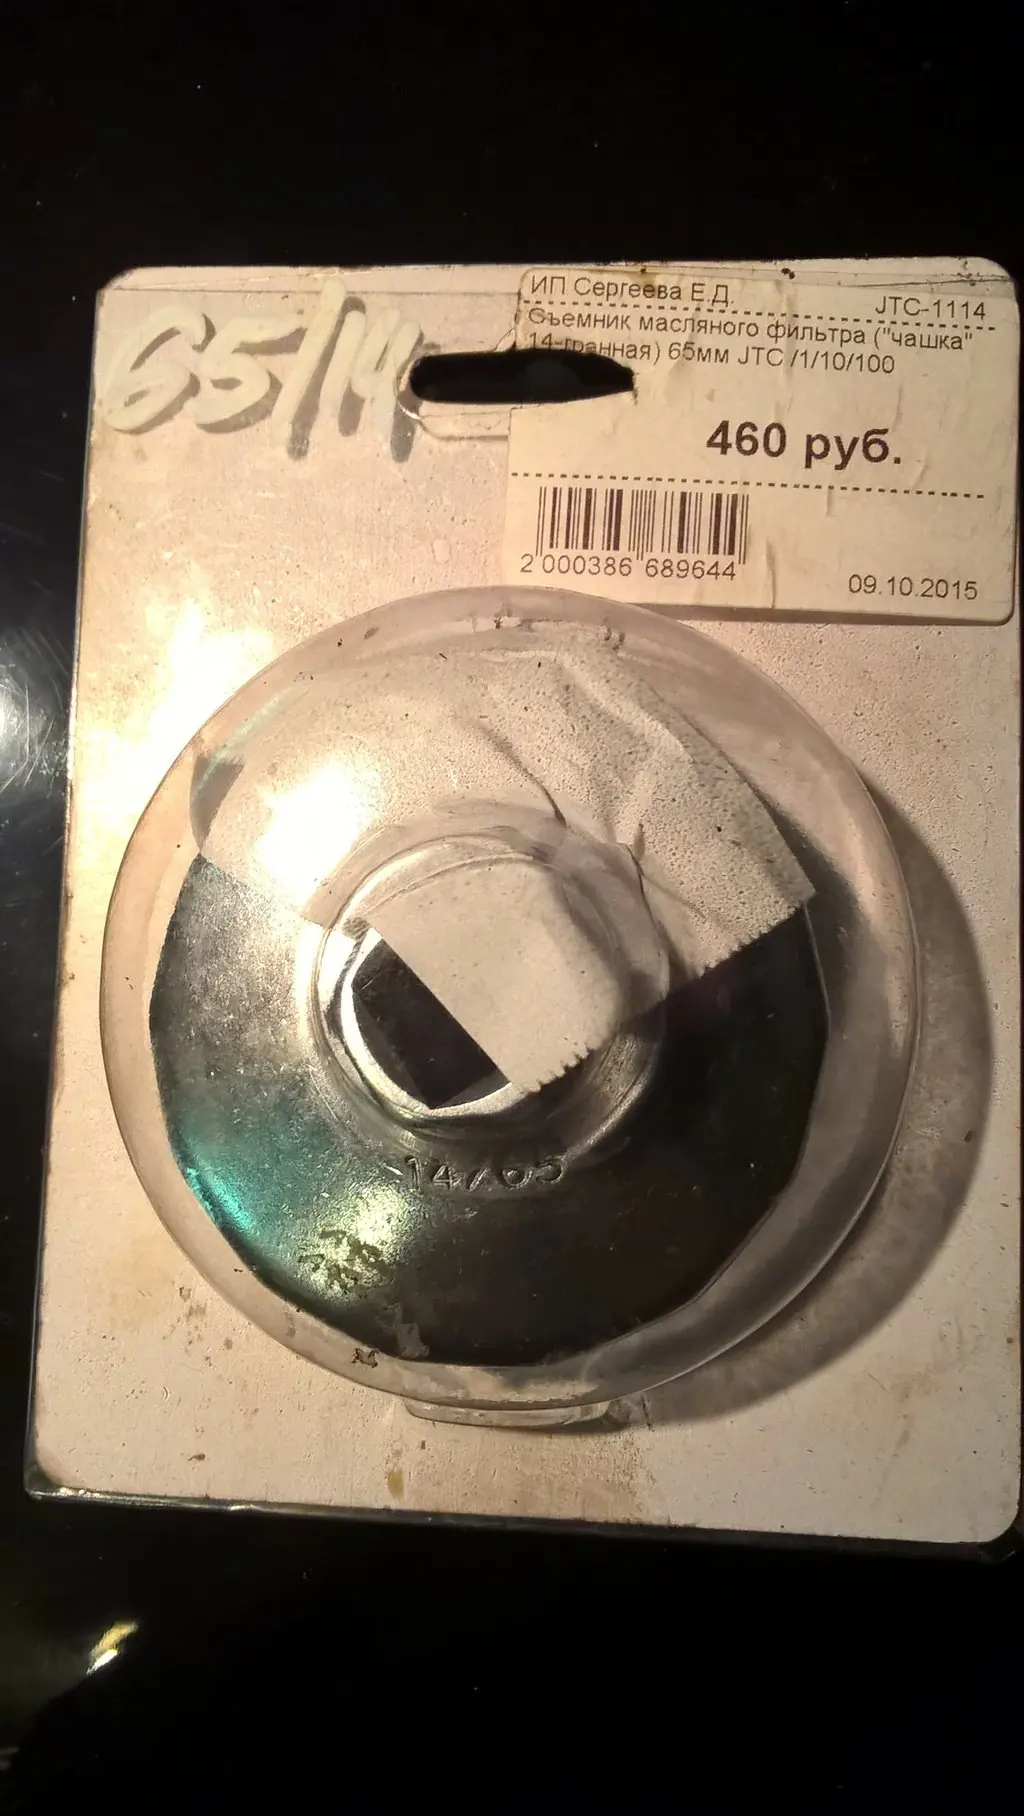 65/14
ИП Сергеева Е.Д.
JTC-1114
Съемник масляного фильтра ("чашка"
14-гранная) 65мм JTC /1/10/100
460 руб.
2 000386 689644
09.10.2015
14/65